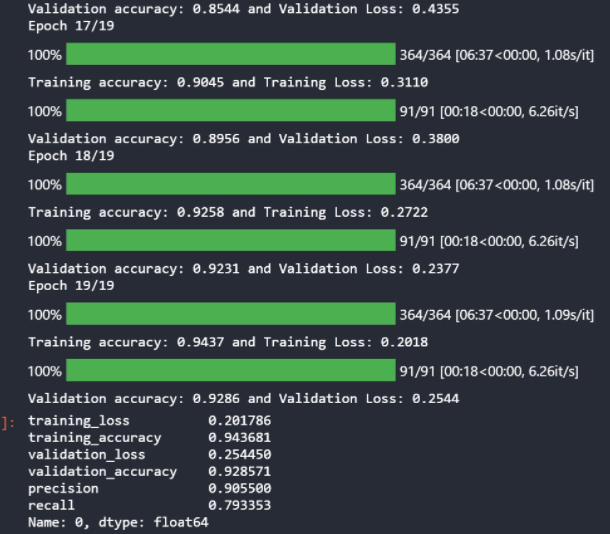 Validation accuracy: 0.8544 and Validation Loss: 0.4355
Epoch 17/19
100% 364/364 [06:37<00:00, 1.08s/it]
Training accuracy: 0.9045 and Training Loss: 0.3110
100% 91/91 [00:18<00:00, 6.26it/s]
Validation accuracy: 0.8956 and Validation Loss: 0.3800
Epoch 18/19
100% 364/364 [06:37<00:00, 1.08s/it]
Training accuracy: 0.9258 and Training Loss: 0.2722
100% 91/91 [00:18<00:00, 6.26it/s]
Validation accuracy: 0.9231 and Validation Loss: 0.2377
Epoch 19/19
100% 364/364 [06:37<00:00, 1.09s/it]
Training accuracy: 0.9437 and Training Loss: 0.2018
100% 91/91 [00:18<00:00, 6.26it/s]
Validation accuracy: 0.9286 and Validation Loss: 0.2544
]: training_loss 0.201786
training_accuracy 0.943681
validation_loss 0.254450
validation_accuracy 0.928571
precision 0.905500
recall 0.793353
Name: 0, dtype: float64